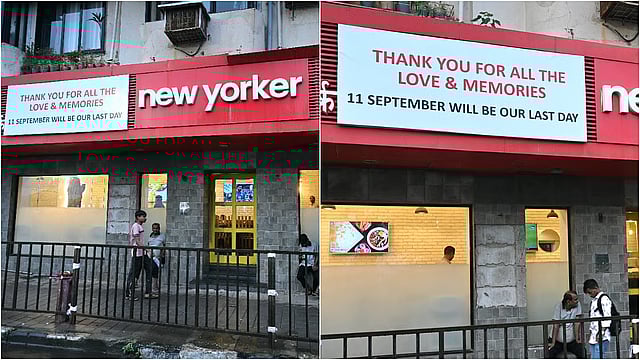 THANK YOU FOR ALL THE
LOVE & MEMORIES
11 SEPTEMBER WILL BE OUR LAST DAY
new yorker
THANK YOU FOR ALL THE
LOVE & MEMORIES
11 SEPTEMBER WILL BE OUR LAST DAY
ne